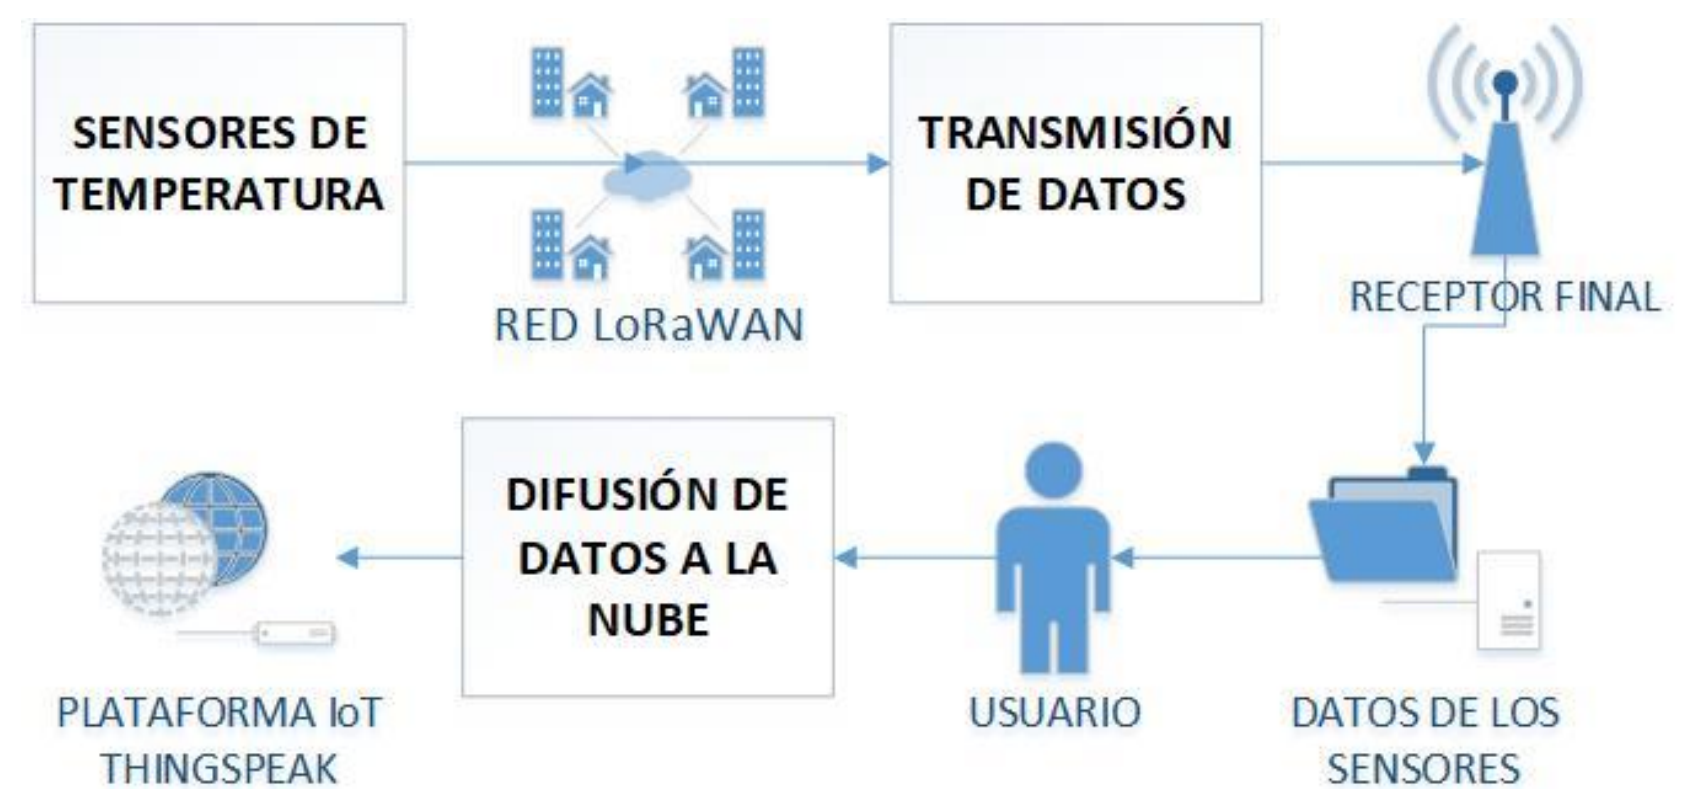 SENSORES DE
TEMPERATURA
RED LoRaWAN
TRANSMISIÓN
DE DATOS
RECEPTOR FINAL
DATOS DE LOS
SENSORES
USUARIO
DIFUSIÓN DE
DATOS A LA
NUBE
PLATAFORMA IoT
THINGSPEAK